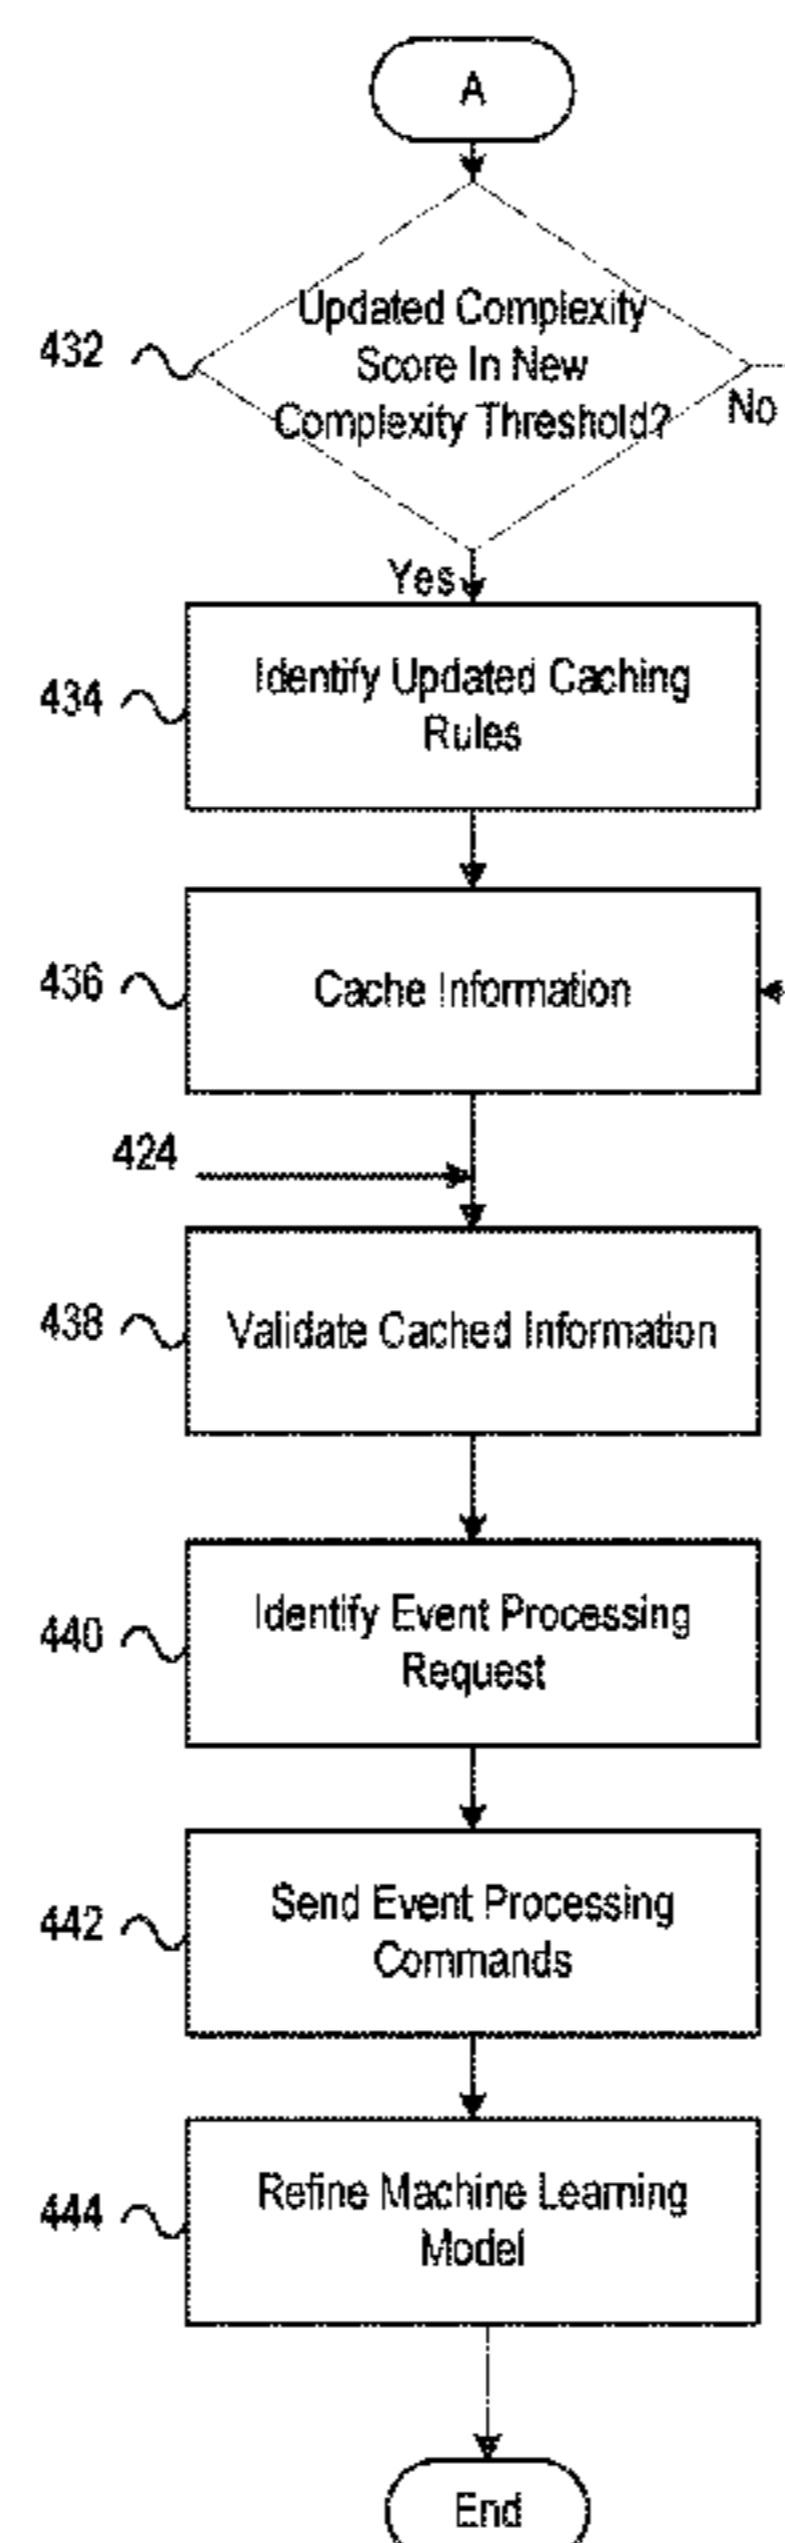 A
432
Updated Complexity
Score In New
Complexity Threshold?
No
Yes
434
Identify Updated Caching
Rules
436
Cache Information
424
438
Validate Cached Information
440
Identify Event Processing
Request
442
Send Event Processing
Commands
444
Refine Machine Learning
Model
End